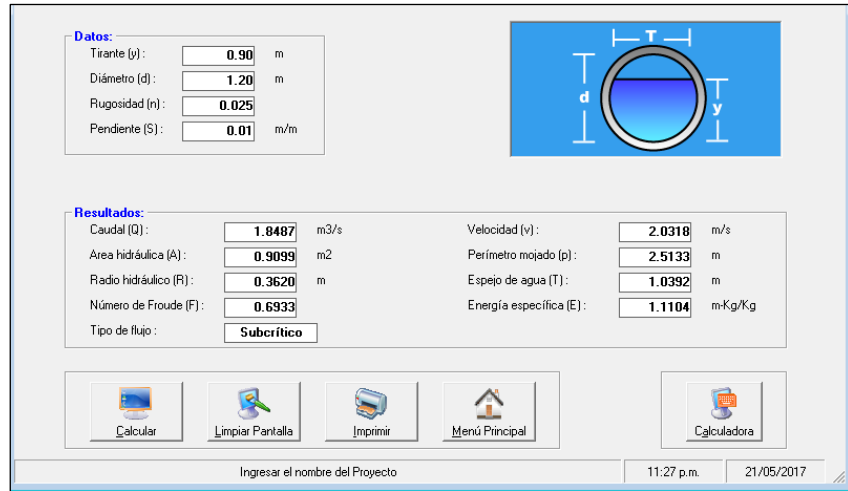 Datos:
Tirante (y) : 0.90 m
Diámetro (d) : 1.20 m
Rugosidad (n) : 0.025
Pendiente (S) : 0.01 m/m
T
d
y
Resultados:
Caudal (Q) : 1.8487 m3/s Velocidad (v) : 2.0318 m/s
Area hidráulica (A) : 0.9099 m2 Perímetro mojado (p) : 2.5133 m
Radio hidráulico (R) : 0.3620 m Espejo de agua (T) : 1.0392 m
Número de Froude (F) : 0.6933 Energía específica (E) : 1.1104 m-Kg/Kg
Tipo de flujo : Subcrítico
Calcular Limpiar Pantalla Imprimir Menú Principal Calculadora
Ingresar el nombre del Proyecto 11:27 p.m. 21/05/2017